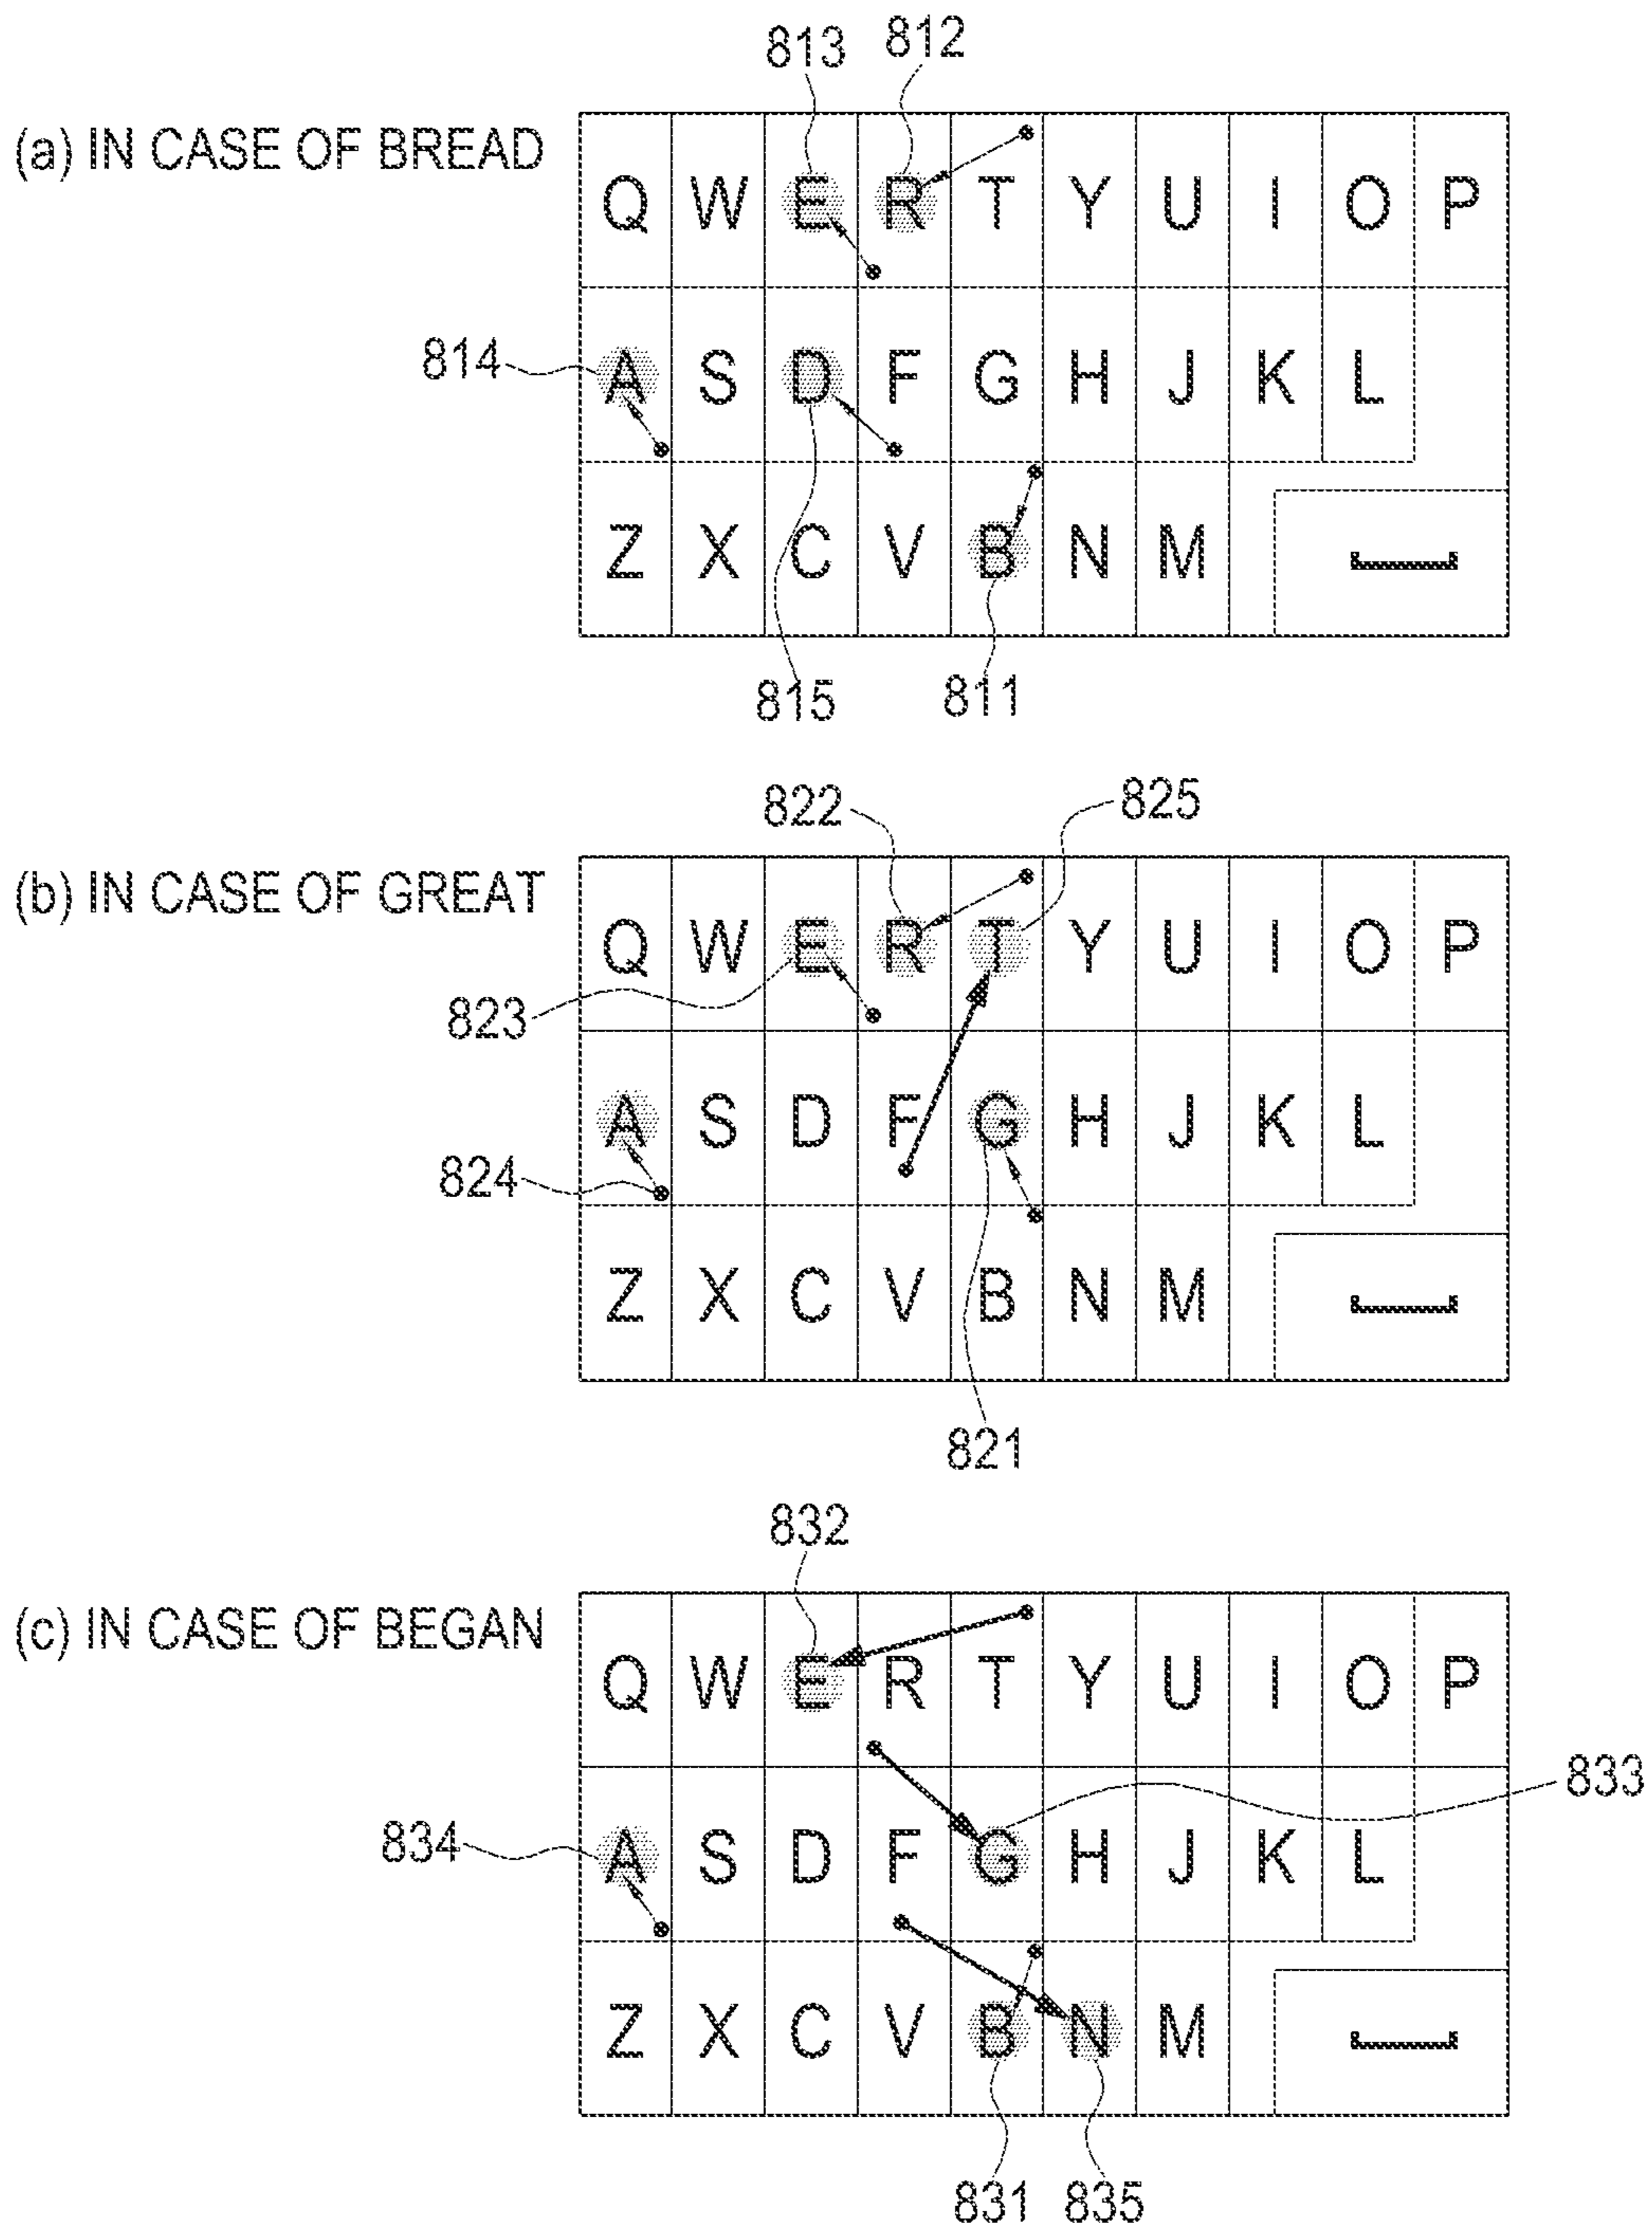 813 812
(a) IN CASE OF BREAD
Q W E R T Y U I O P
814
A S D F G H J K L
Z X C V B N M
815 811
822 825
(b) IN CASE OF GREAT
Q W E R T Y U I O P
823
A S D F G H J K L
824
Z X C V B N M
821
832
(c) IN CASE OF BEGAN
Q W E R T Y U I O P
833
834
A S D F G H J K L
Z X C V B N M
831 835